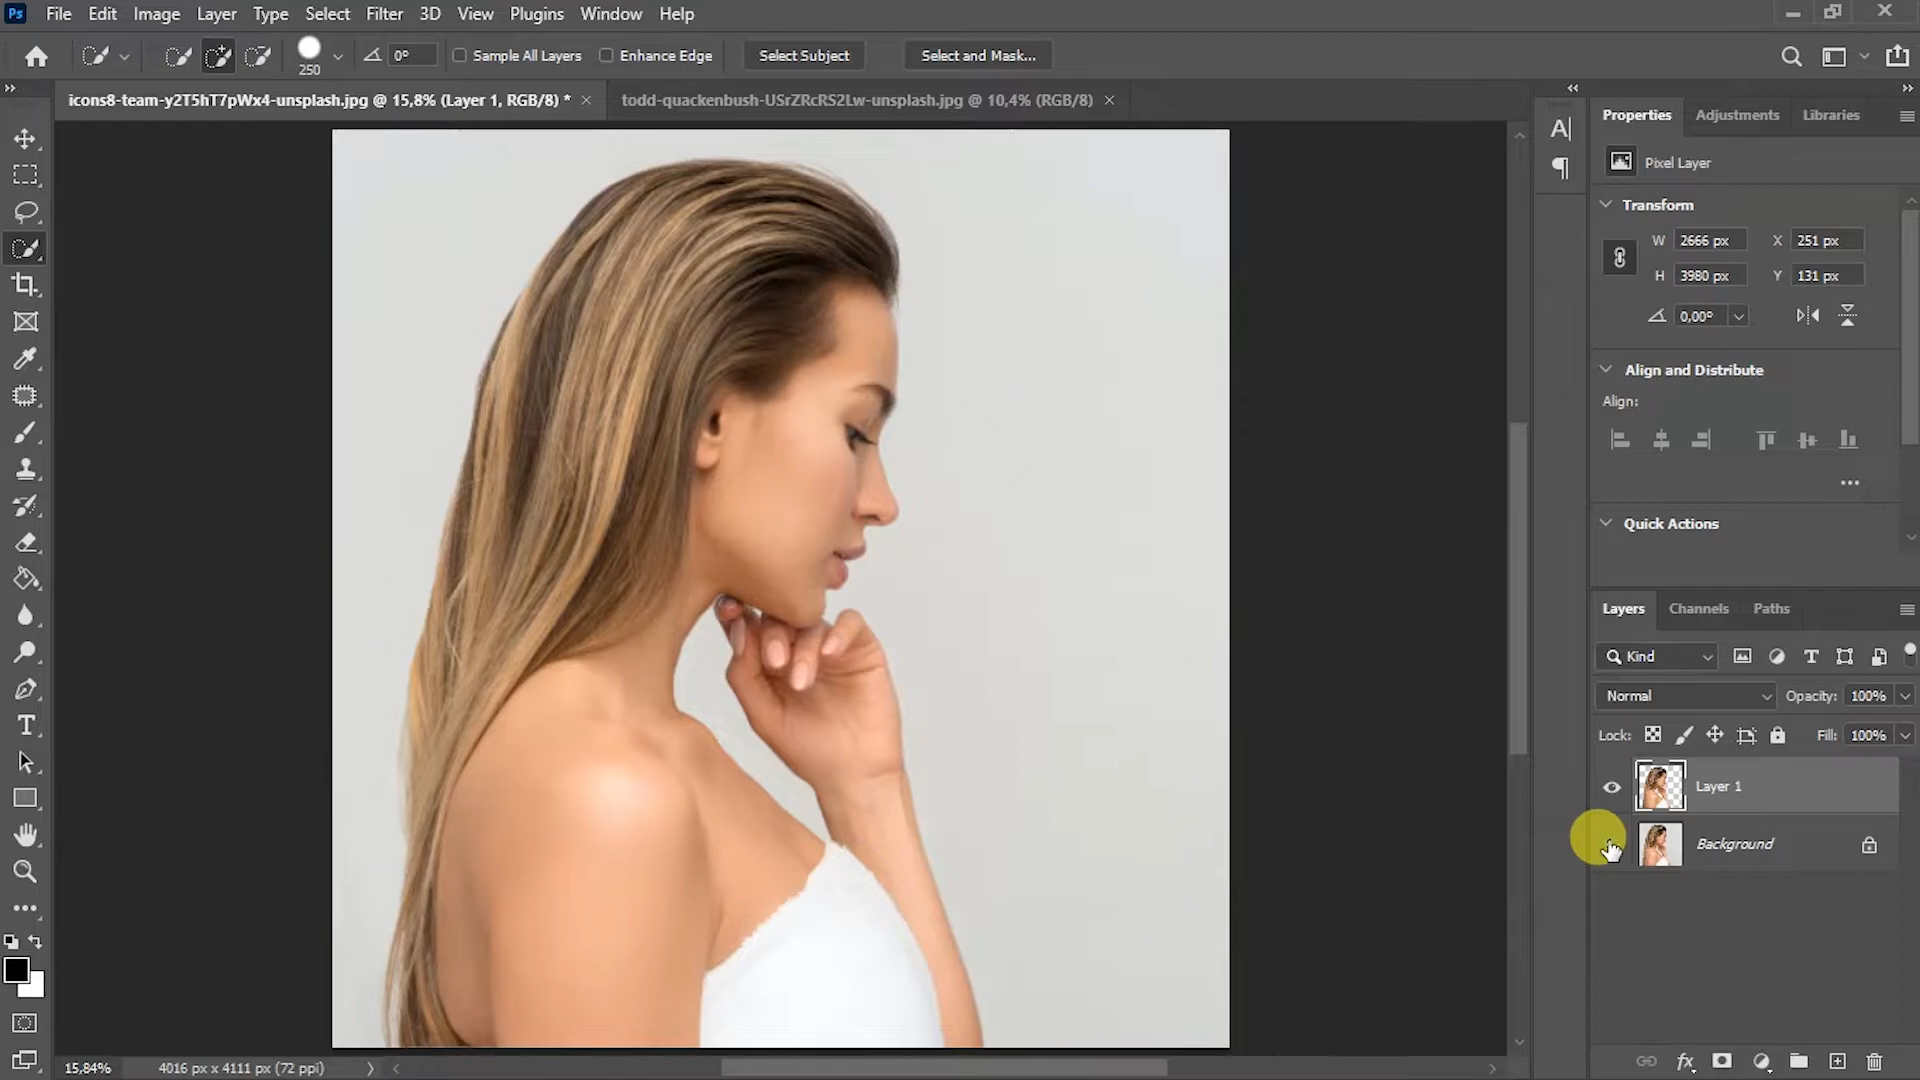 Ps File Edit Image Layer Type Select Filter 3D View Plugins Window Help
250 0° Sample All Layers Enhance Edge Select Subject Select and Mask...
icons8-team-y2T5hT7pWx4-unsplash.jpg @ 15,8% (Layer 1, RGB/8) * todd-quackenbush-USrZRcRS2Lw-unsplash.jpg @ 10,4% (RGB/8)
Properties Adjustments Libraries
Pixel Layer
Transform
W 2666 px X 251 px
H 3980 px Y 131 px
0,00°
Align and Distribute
Align:
Quick Actions
Layers Channels Paths
Kind
Normal Opacity: 100%
Lock: Fill: 100%
Layer 1
Background
15,84% 4016 px x 4111 px (72 ppi)